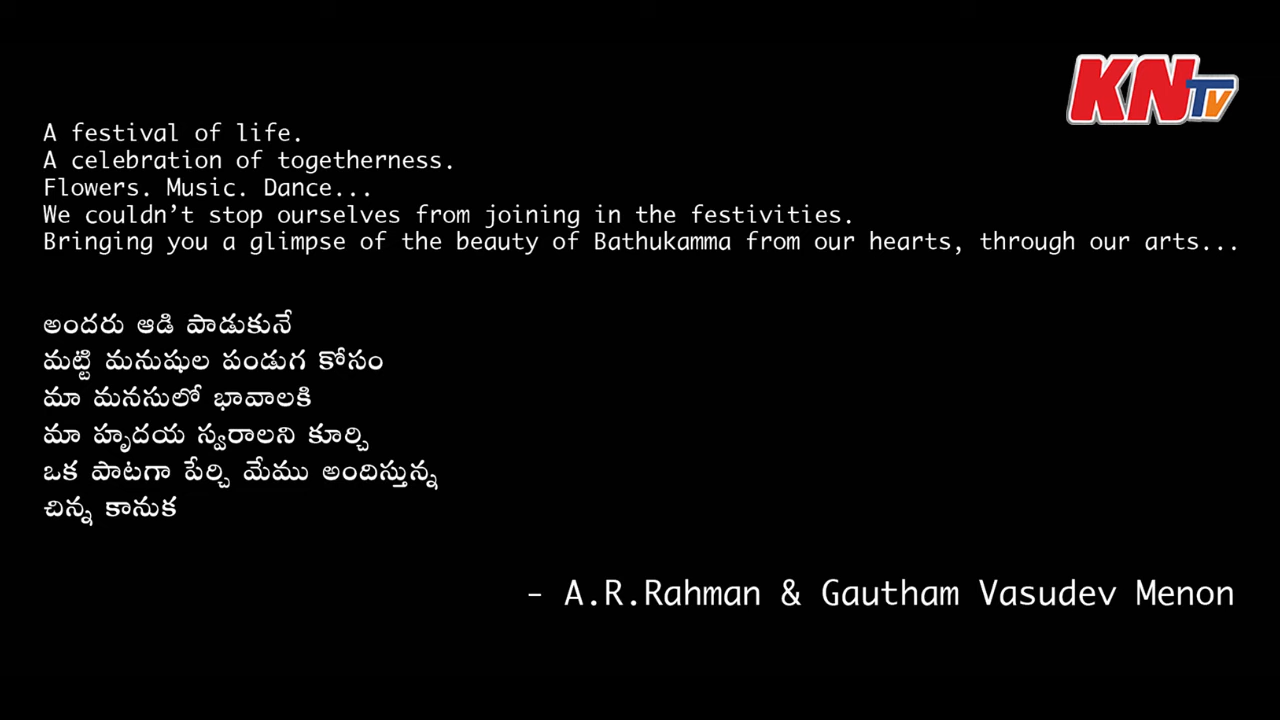 KNTV
A festival of life.
A celebration of togetherness.
Flowers. Music. Dance...
We couldn’t stop ourselves from joining in the festivities.
Bringing you a glimpse of the beauty of Bathukamma from our hearts, through our arts...
అందరు ఆడి పాడుకునే
మట్టి మనుషుల పండుగ కోసం
మా మనసులో భావాలకి
మా హృదయ స్వరాలని కూర్చి
ఒక పాటగా పేర్చి మేము అందిస్తున్న
చిన్న కానుక
- A.R.Rahman & Gautham Vasudev Menon